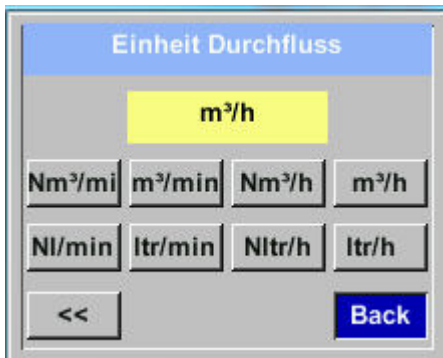 Einheit Durchfluss
m³/h
Nm³/mi m³/min Nm³/h m³/h
Nl/min ltr/min Nltr/h ltr/h
<< Back